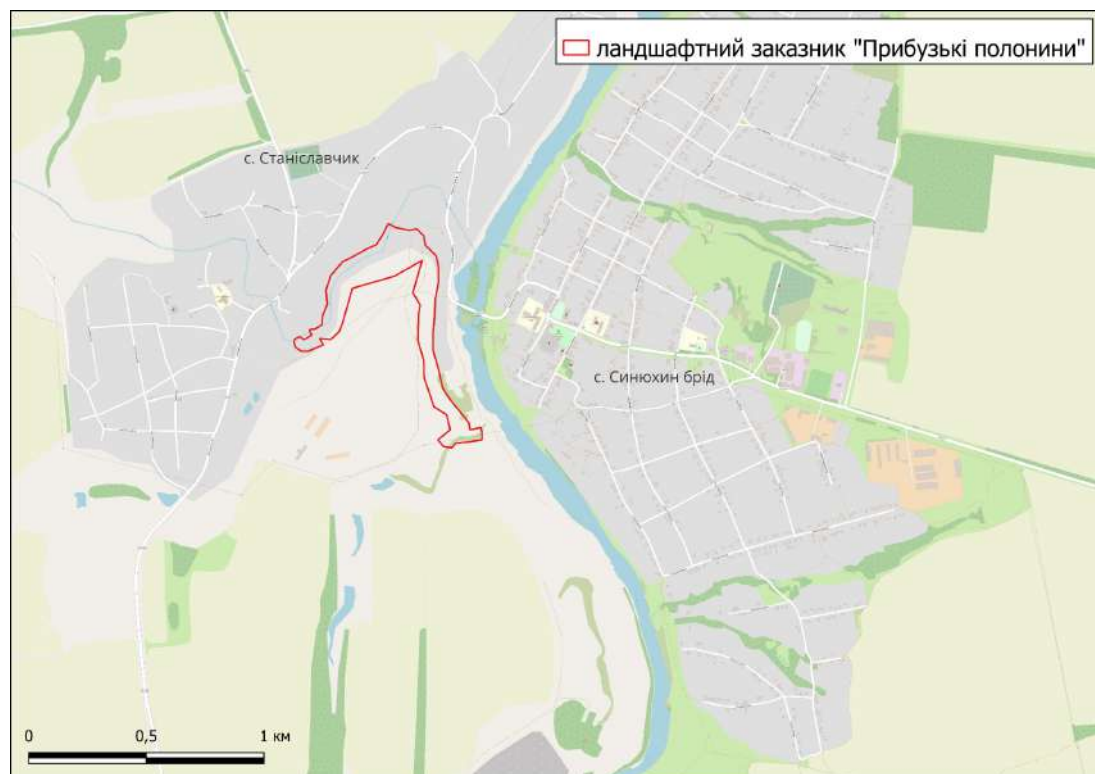 ландшафтний заказник "Прибузькі полонини"
с. Станіславчик
с. Синюхин брід
0 0,5 1 км